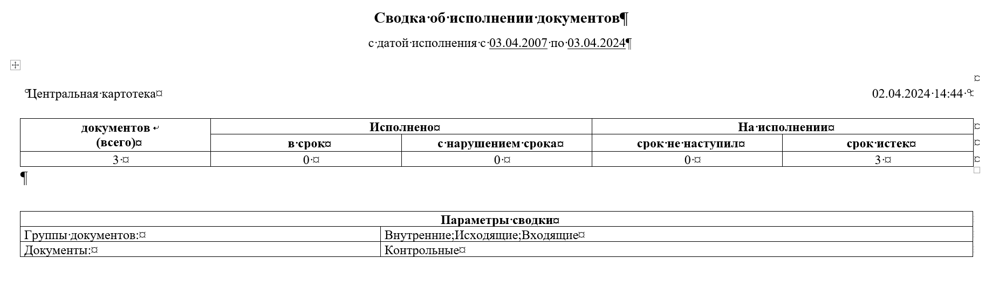 Сводка об исполнении документов
с датой исполнения с 03.04.2007 по 03.04.2024
Центральная картотека 02.04.2024 14:44
документов Исполнено На исполнении
(всего) в срок с нарушением срока срок не наступил срок истек
3 0 0 0 3
Параметры сводки
Группы документов: Внутренние;Исходящие;Входящие
Документы: Контрольные